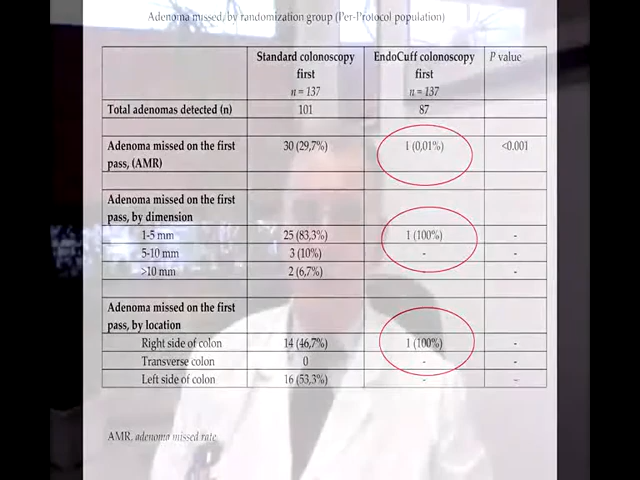 Adenoma missed, by randomization group (Per-Protocol population)
Standard colonoscopy first n = 137 EndoCuff colonoscopy first n = 137 P value
Total adenomas detected (n) 101 87
Adenoma missed on the first pass, (AMR) 30 (29,7%) 1 (0,01%) <0.001
Adenoma missed on the first pass, by dimension
1-5 mm 25 (83,3%) 1 (100%) -
5-10 mm 3 (10%) - -
>10 mm 2 (6,7%) - -
Adenoma missed on the first pass, by location
Right side of colon 14 (46,7%) 1 (100%) -
Transverse colon 0 - -
Left side of colon 16 (53,3%) - -
AMR, adenoma missed rate